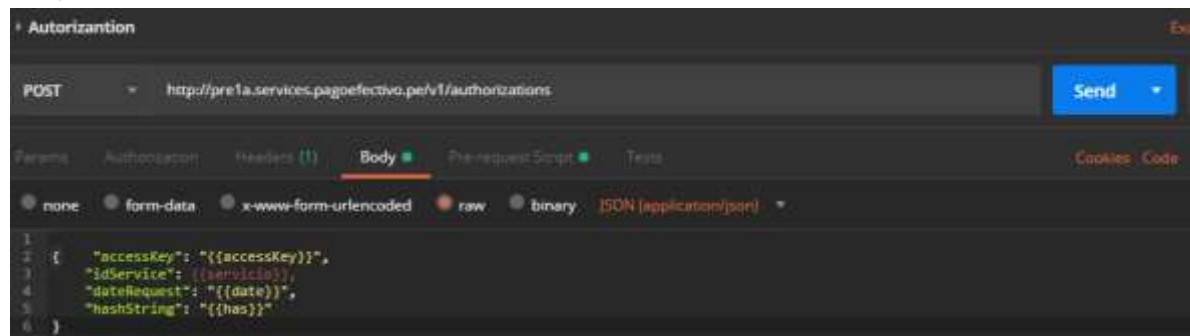 Autorizantion
POST http://pre1a.services.pagoefectivo.pe/v1/authorizations Send
Params Authorization Headers (1) Body Pre-request Script Tests Cookies Code
none form-data x-www-form-urlencoded raw binary JSON (application/json)
1
2 { "accessKey": "{{accessKey}}",
3 "idService": {{servicio}},
4 "dateRequest": "{{date}}",
5 "hashString": "{{has}}"
6 }